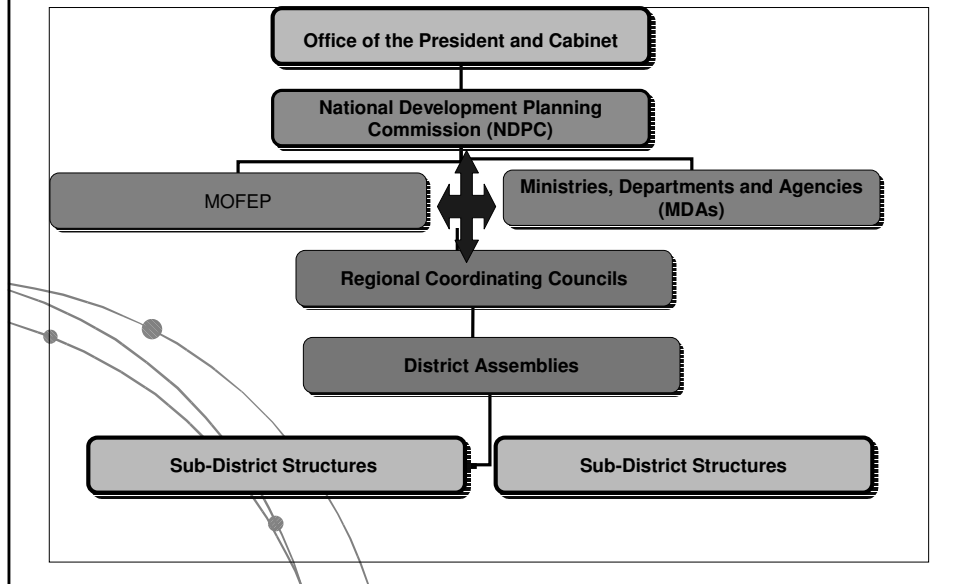 Office of the President and Cabinet
National Development Planning
Commission (NDPC)
MOFEP
Ministries, Departments and Agencies
(MDAs)
Regional Coordinating Councils
District Assemblies
Sub-District Structures
Sub-District Structures